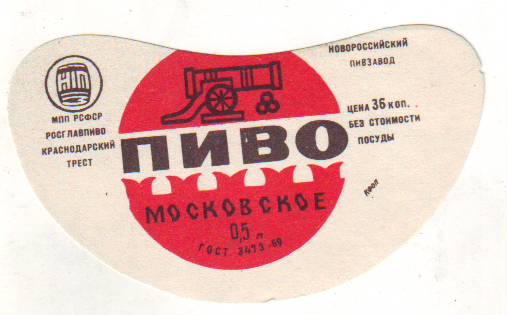 НП
МПП РСФСР
РОСГЛАВПИВО
КРАСНОДАРСКИЙ
ТРЕСТ
ПИВО
МОСКОВСКОЕ
0,5 л
ГОСТ 3473-69
НОВОРОССИЙСКИЙ
ПИВЗАВОД
ЦЕНА 36 КОП.
БЕЗ СТОИМОСТИ
ПОСУДЫ
КФОП